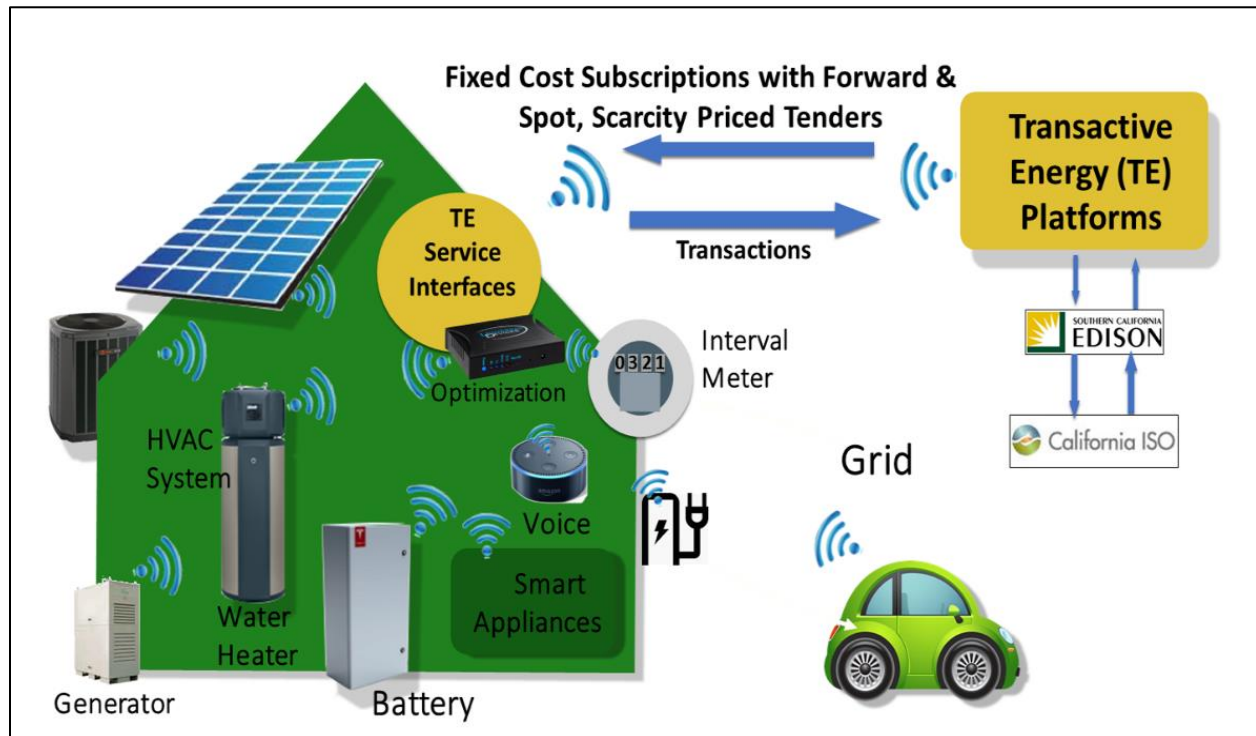 Fixed Cost Subscriptions with Forward &
Spot, Scarcity Priced Tenders
Transactive
Energy (TE)
Platforms
Transactions
TE
Service
Interfaces
Optimization
0321
Interval
Meter
SOUTHERN CALIFORNIA
EDISON
California ISO
HVAC
System
Voice
Grid
Water
Heater
Smart
Appliances
Generator
Battery